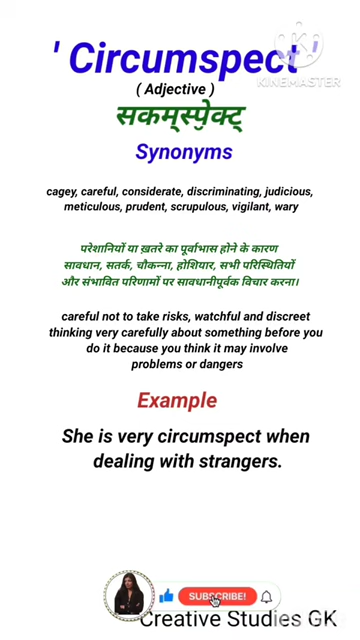 ' Circumspect '
KINEMASTER
( Adjective )
सकम्स्पे़क्ट्
Synonyms
cagey, careful, considerate, discriminating, judicious,
meticulous, prudent, scrupulous, vigilant, wary
परेशानियों या ख़तरे का पूर्वाभास होने के कारण
सावधान, सतर्क, चौकन्ना, होशियार, सभी परिस्थितियों
और संभावित परिणामों पर सावधानीपूर्वक विचार करना।
careful not to take risks, watchful and discreet
thinking very carefully about something before you
do it because you think it may involve
problems or dangers
Example
She is very circumspect when
dealing with strangers.
SUBSCRIBE!
Creative Studies GK